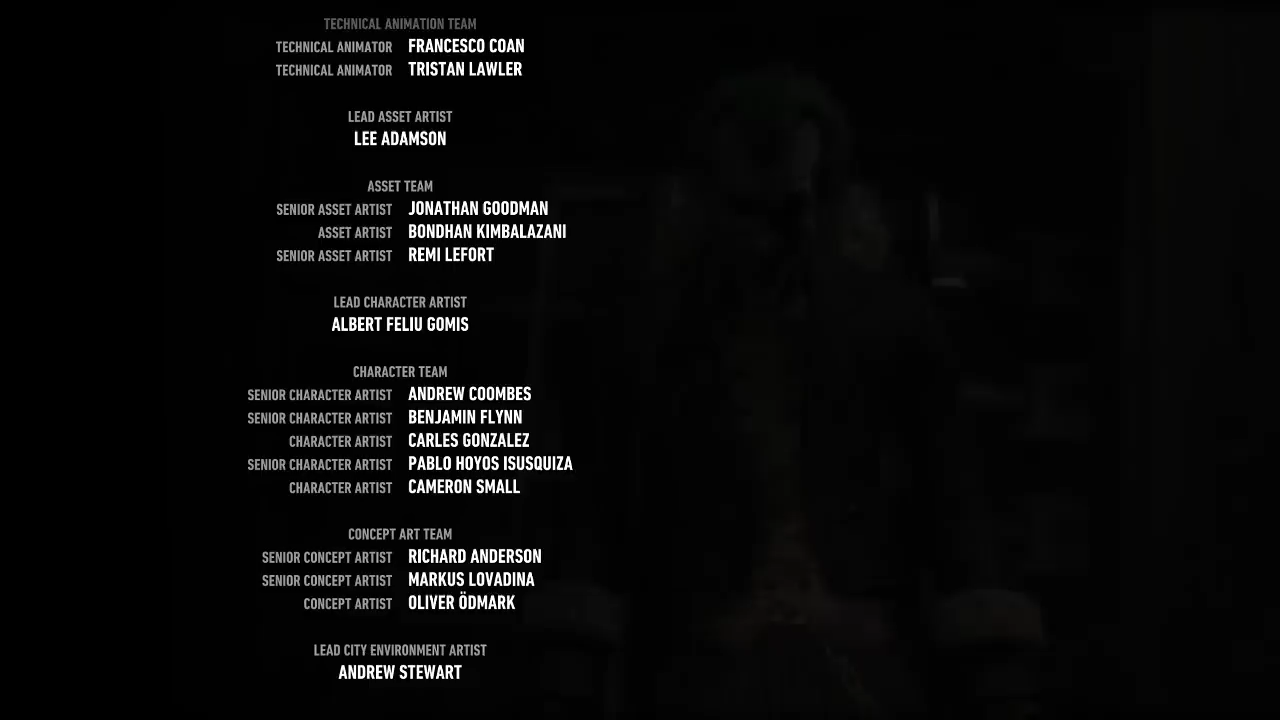 TECHNICAL ANIMATION TEAM
TECHNICAL ANIMATOR FRANCESCO COAN
TECHNICAL ANIMATOR TRISTAN LAWLER
LEAD ASSET ARTIST
LEE ADAMSON
ASSET TEAM
SENIOR ASSET ARTIST JONATHAN GOODMAN
ASSET ARTIST BONDHAN KIMBALAZANI
SENIOR ASSET ARTIST REMI LEFORT
LEAD CHARACTER ARTIST
ALBERT FELIU GOMIS
CHARACTER TEAM
SENIOR CHARACTER ARTIST ANDREW COOMBES
SENIOR CHARACTER ARTIST BENJAMIN FLYNN
CHARACTER ARTIST CARLES GONZALEZ
SENIOR CHARACTER ARTIST PABLO HOYOS ISUSQUIZA
CHARACTER ARTIST CAMERON SMALL
CONCEPT ART TEAM
SENIOR CONCEPT ARTIST RICHARD ANDERSON
SENIOR CONCEPT ARTIST MARKUS LOVADINA
CONCEPT ARTIST OLIVER ÖDMARK
LEAD CITY ENVIRONMENT ARTIST
ANDREW STEWART